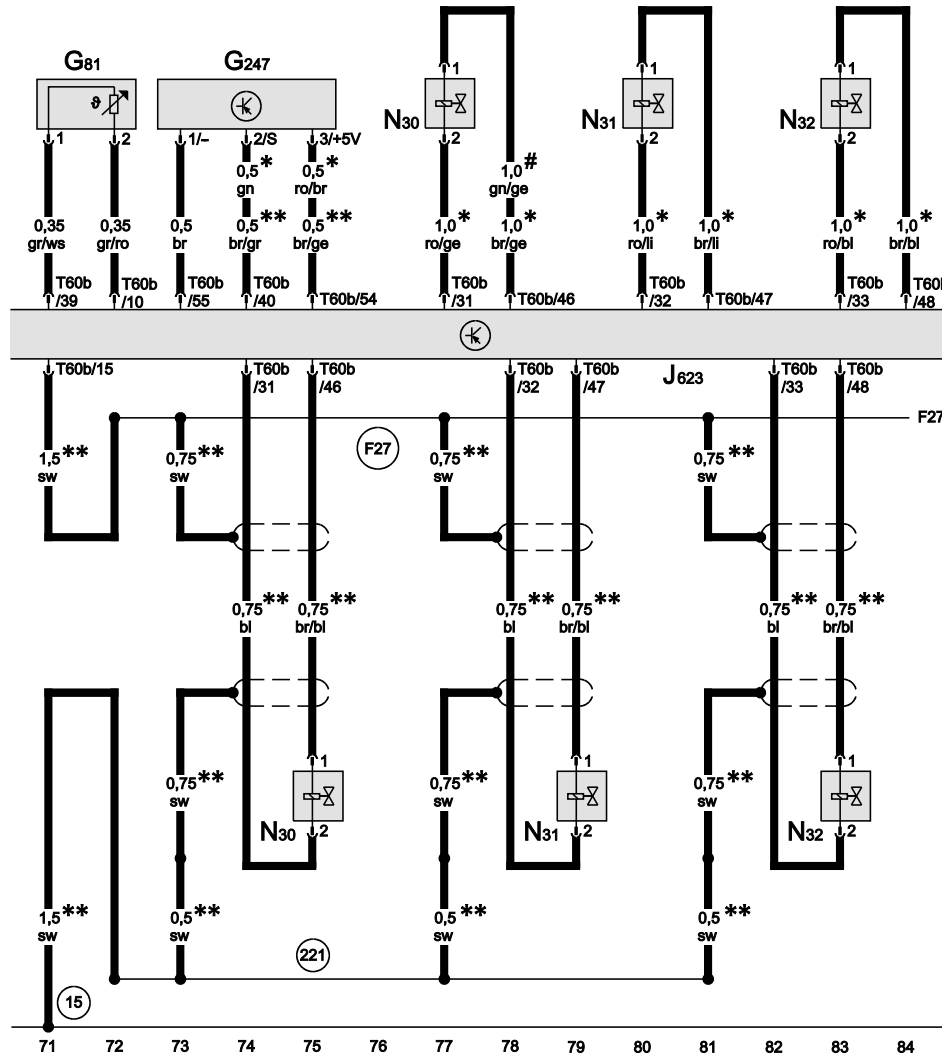 G81 G247
1 1 1
N30 N31 N32
1 2 1/– 2/S 3/+5V 2 2 2
0,5* 0,5* 1,0#
gn ro/br gn/ge
0,35 0,35 0,5 0,5** 0,5** 1,0* 1,0* 1,0* 1,0* 1,0* 1,0*
gr/ws gr/ro br br/gr br/ge ro/ge br/ge ro/li br/li ro/bl br/bl
T60b T60b T60b T60b T60b/54 T60b T60b/46 T60b T60b/47 T60b T60b
/39 /10 /55 /40 /31 /32 /33 /48
T60b/15 T60b T60b T60b T60b J623 T60b T60b
/31 /46 /32 /47 /33 /48
F27
F27
1,5** 0,75** 0,75** 0,75**
sw sw sw sw
0,75** 0,75** 0,75** 0,75** 0,75** 0,75**
bl br/bl bl br/bl bl br/bl
1 1 1
0,75** 0,75** 0,75**
sw sw sw
N30 2 N31 2 N32 2
1,5** 0,5** 0,5** 0,5**
sw sw sw sw
221
15
71 72 73 74 75 76 77 78 79 80 81 82 83 84